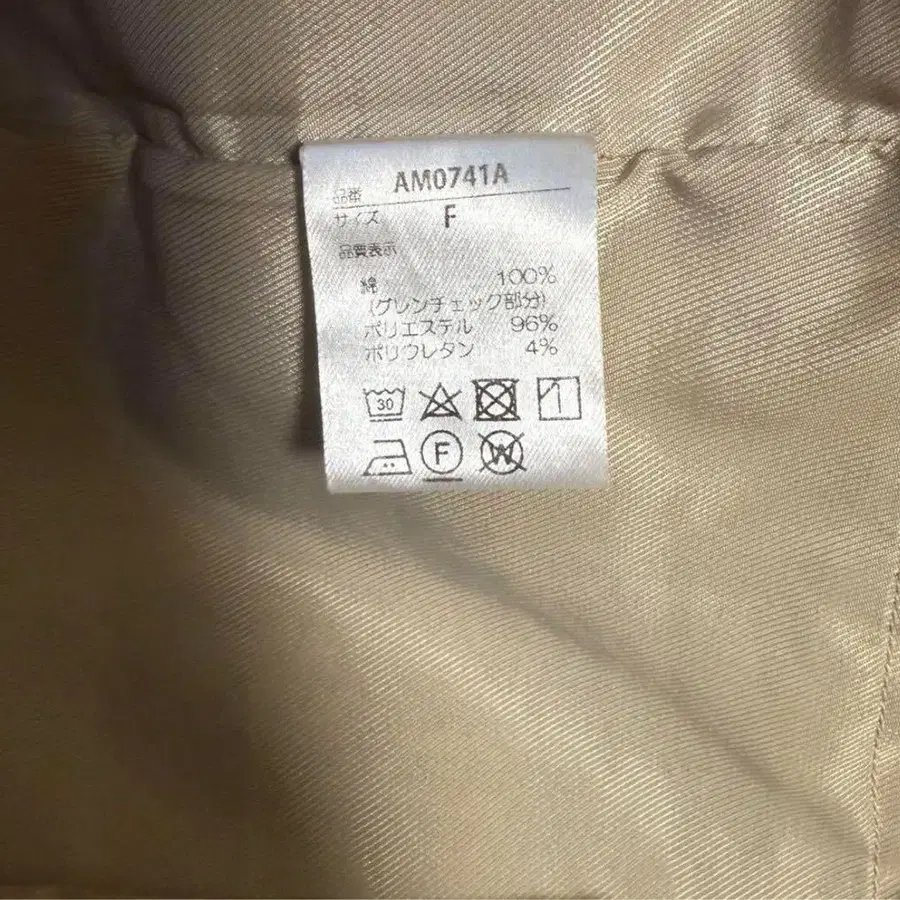 品番 AM0741A
サイズ F
品質表示
綿 100%
(グレンチェック部分)
ポリエステル 96%
ポリウレタン 4%
30
F W